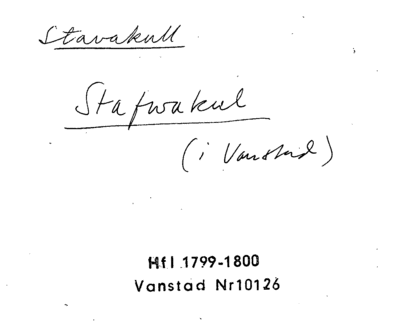 Stavakull
Stafwakul
(i Vanstad)
Hfl 1799-1800
Vanstad Nr10126